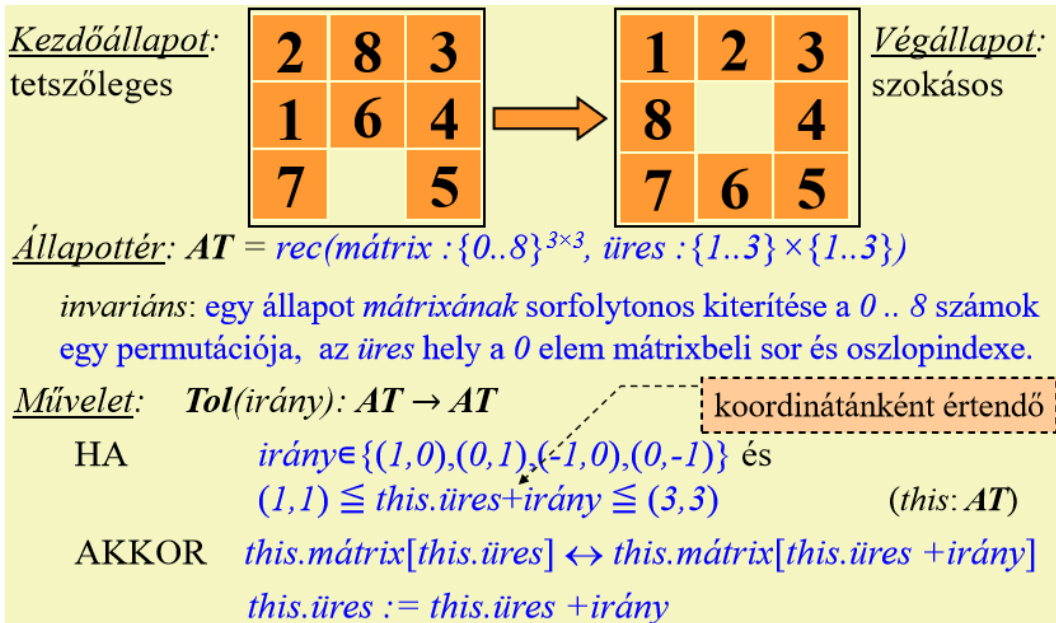 Kezdőállapot:
tetszőleges
2 8 3
1 6 4
7 5
1 2 3
8 4
7 6 5
Végállapot:
szokásos
Állapottér: AT = rec(mátrix : {0..8}³ˣ³, üres : {1..3} × {1..3})
invariáns: egy állapot mátrixának sorfolytonos kiterítése a 0 .. 8 számok
egy permutációja, az üres hely a 0 elem mátrixbeli sor és oszlopindexe.
Művelet: Tol(irány): AT → AT
koordinátánként értendő
HA irány∈{(1,0),(0,1),(-1,0),(0,-1)} és
(1,1) ≦ this.üres+irány ≦ (3,3) (this: AT)
AKKOR this.mátrix[this.üres] ↔ this.mátrix[this.üres +irány]
this.üres := this.üres +irány